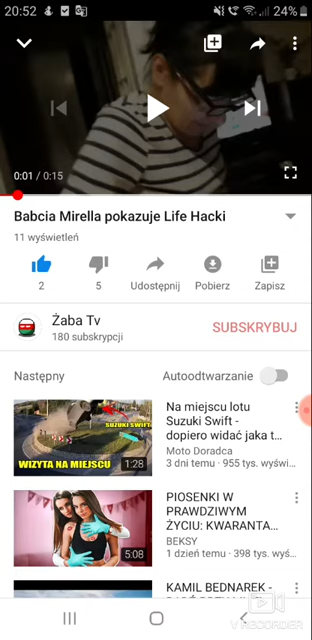 20:52
24%
0:01 / 0:15
Babcia Mirella pokazuje Life Hacki
11 wyświetleń
2
5
Udostępnij
Pobierz
Zapisz
Żaba Tv
180 subskrypcji
SUBSKRYBUJ
Następny
Autoodtwarzanie
SUZUKI SWIFT
WIZYTA NA MIEJSCU
1:28
Na miejscu lotu
Suzuki Swift -
dopiero widać jaka t...
Moto Doradca
3 dni temu · 955 tys. wyświ...
5:08
PIOSENKI W
PRAWDZIWYM
ŻYCIU: KWARANTA...
BEKSY
1 dzień temu · 398 tys. wyś...
KAMIL BEDNAREK -
V RECORDER